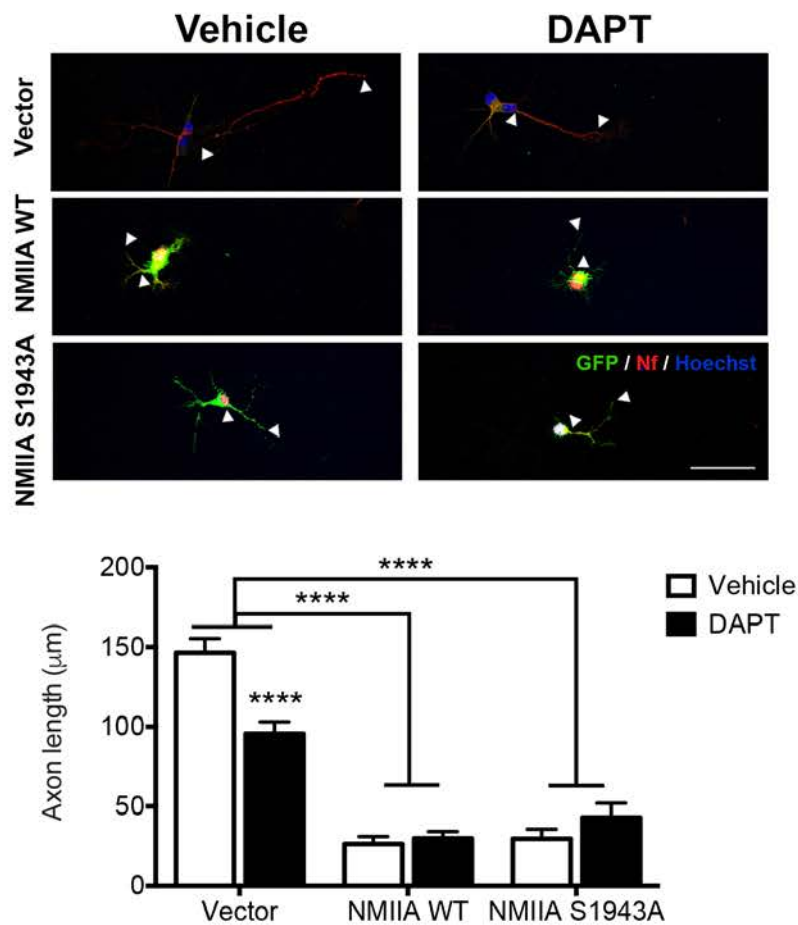 Vehicle DAPT
Vector
NMIIA WT
NMIIA S1943A
GFP / Nf / Hoechst
Axon length (μm)
200
150
100
50
0
****
****
****
Vehicle
DAPT
Vector NMIIA WT NMIIA S1943A